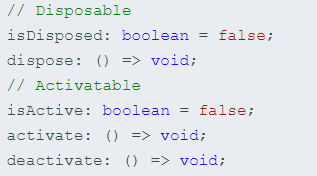 // Disposable
isDisposed: boolean = false;
dispose: () => void;
// Activatable
isActive: boolean = false;
activate: () => void;
deactivate: () => void;